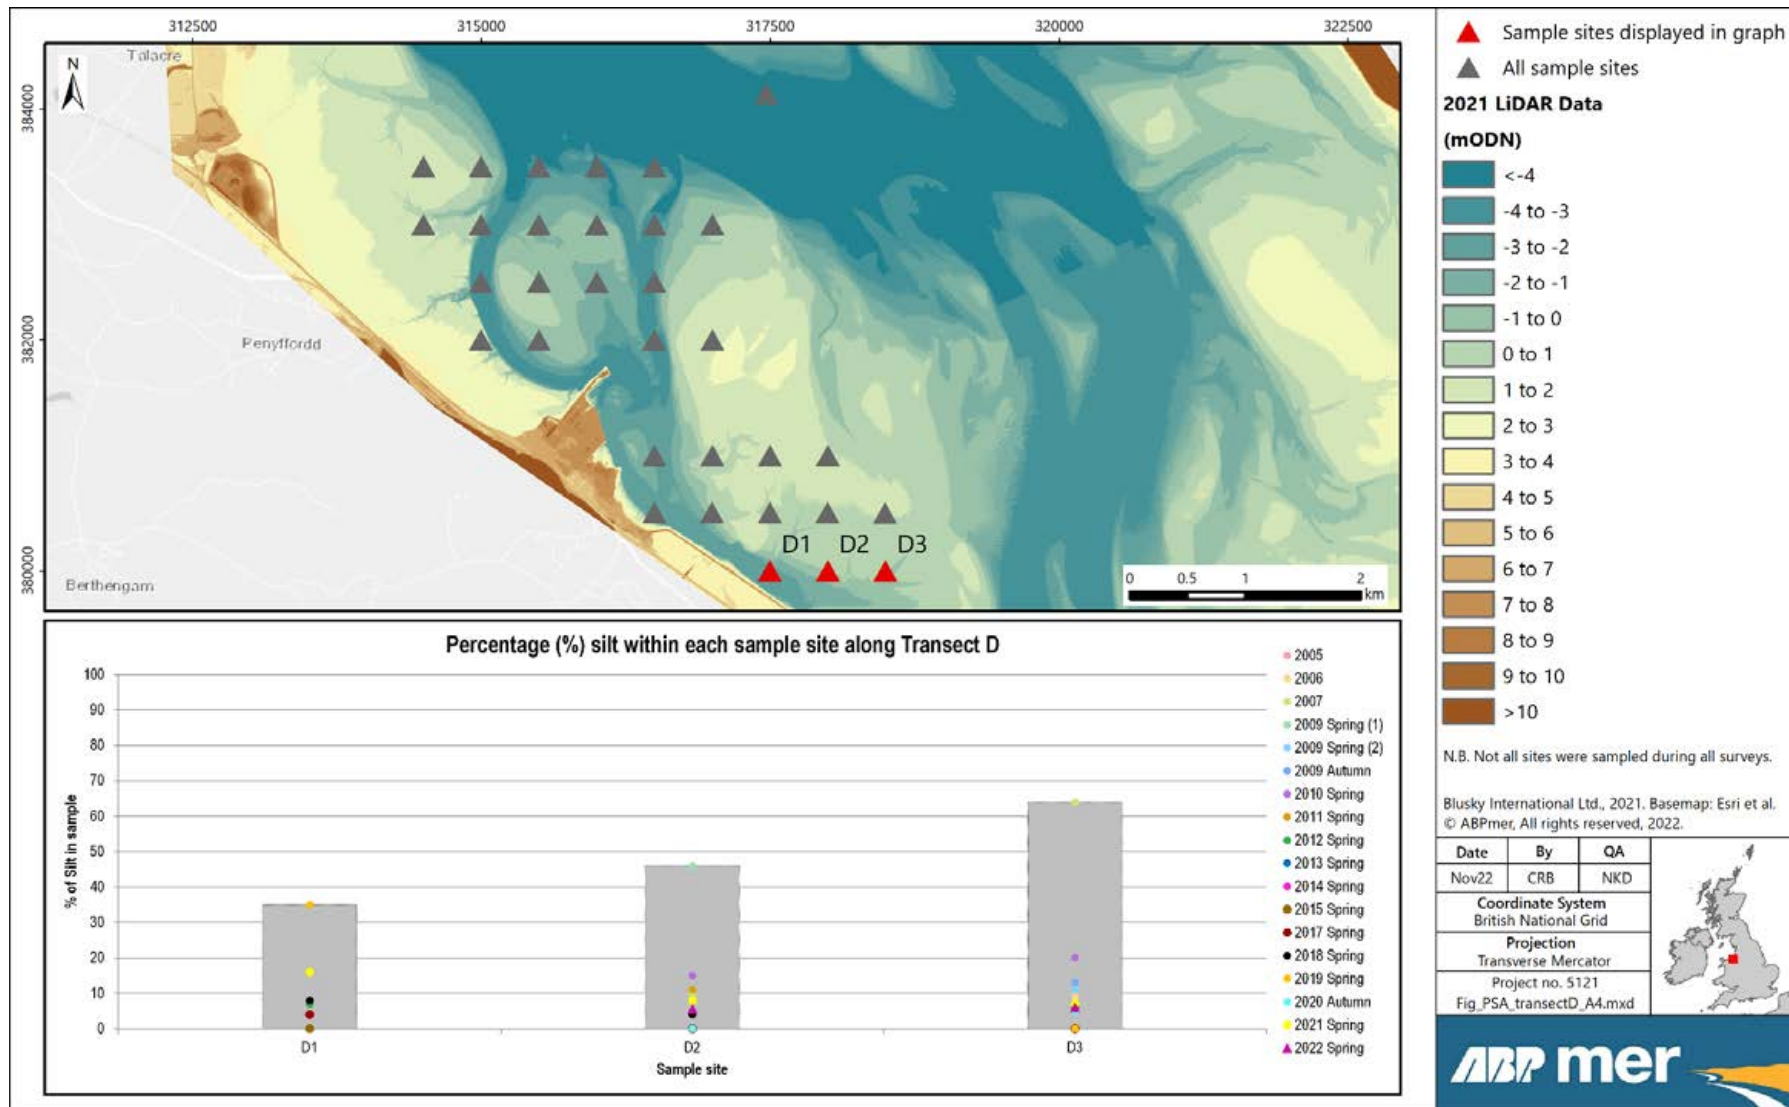 312500 315000 317500 320000 322500
384000
382000
380000
N
Talacre
Penyffordd
Berthengam
D1 D2 D3
0 0.5 1 2
km
Sample sites displayed in graph
All sample sites
2021 LiDAR Data
(mODN)
<-4
-4 to -3
-3 to -2
-2 to -1
-1 to 0
0 to 1
1 to 2
2 to 3
3 to 4
4 to 5
5 to 6
6 to 7
7 to 8
8 to 9
9 to 10
>10
N.B. Not all sites were sampled during all surveys.
Blusky International Ltd., 2021. Basemap: Esri et al.
© ABPmer, All rights reserved, 2022.
Date By QA
Nov22 CRB NKD
Coordinate System
British National Grid
Projection
Transverse Mercator
Project no. 5121
Fig_PSA_transectD_A4.mxd
ABPmer
Percentage (%) silt within each sample site along Transect D
% of Silt in sample
100
90
80
70
60
50
40
30
20
10
0
D1 D2 D3
Sample site
2005
2006
2007
2009 Spring (1)
2009 Spring (2)
2009 Autumn
2010 Spring
2011 Spring
2012 Spring
2013 Spring
2014 Spring
2015 Spring
2017 Spring
2018 Spring
2019 Spring
2020 Autumn
2021 Spring
2022 Spring